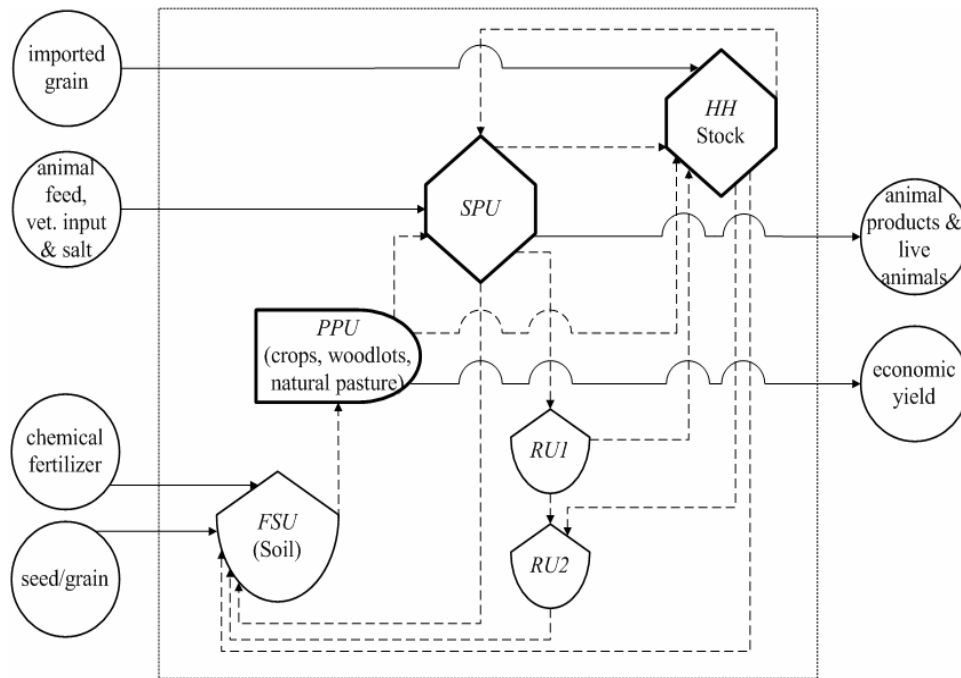 imported
grain
HH
Stock
animal
feed,
vet. input
& salt
SPU
animal
products &
live
animals
PPU
(crops, woodlots,
natural pasture)
economic
yield
chemical
fertilizer
RU1
FSU
(Soil)
RU2
seed/grain